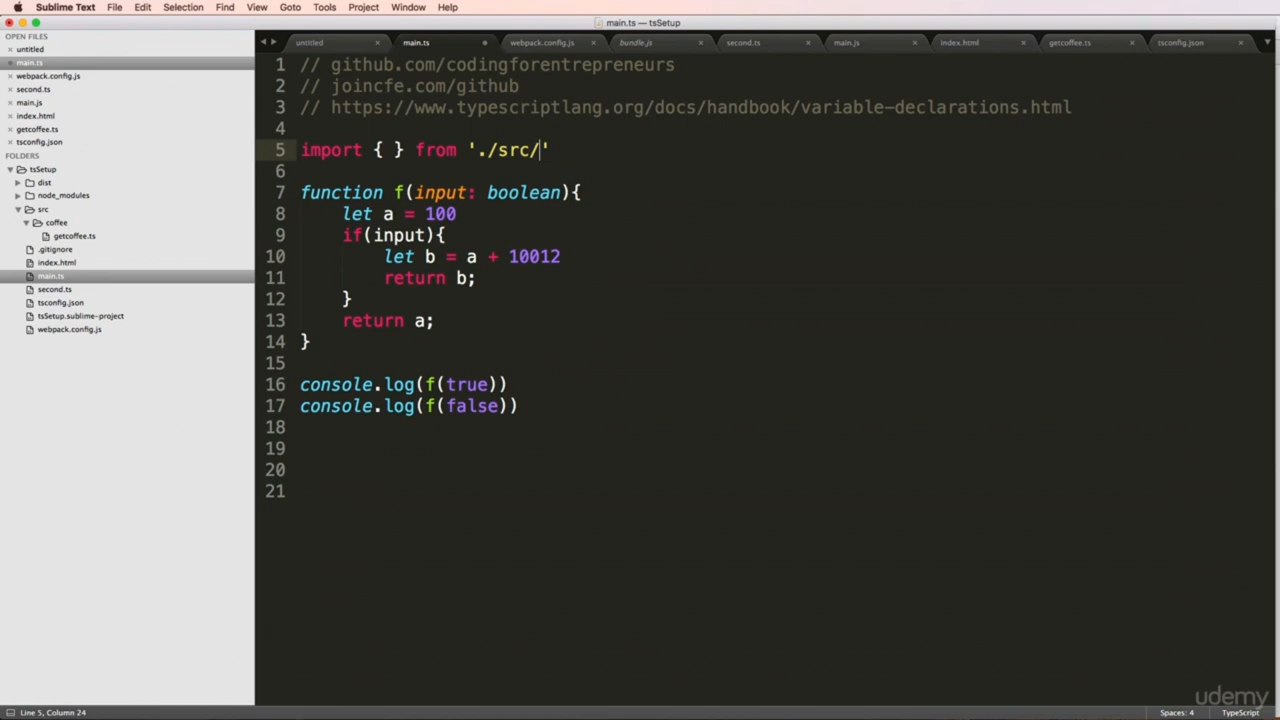 Sublime Text File Edit Selection Find View Goto Tools Project Window Help
main.ts — tsSetup
OPEN FILES
untitled
main.ts
webpack.config.js
second.ts
main.js
index.html
getcoffee.ts
tsconfig.json
FOLDERS
tsSetup
dist
node_modules
src
coffee
getcoffee.ts
.gitignore
index.html
main.ts
second.ts
tsconfig.json
tsSetup.sublime-project
webpack.config.js
untitled main.ts webpack.config.js bundle.js second.ts main.js index.html getcoffee.ts tsconfig.json
1 // github.com/codingforentrepreneurs
2 // joincfe.com/github
3 // https://www.typescriptlang.org/docs/handbook/variable-declarations.html
4
5 import { } from './src/'
6
7 function f(input: boolean){
8 let a = 100
9 if(input){
10 let b = a + 10012
11 return b;
12 }
13 return a;
14 }
15
16 console.log(f(true))
17 console.log(f(false))
18
19
20
21
udemy
Line 5, Column 24 Spaces: 4 TypeScript